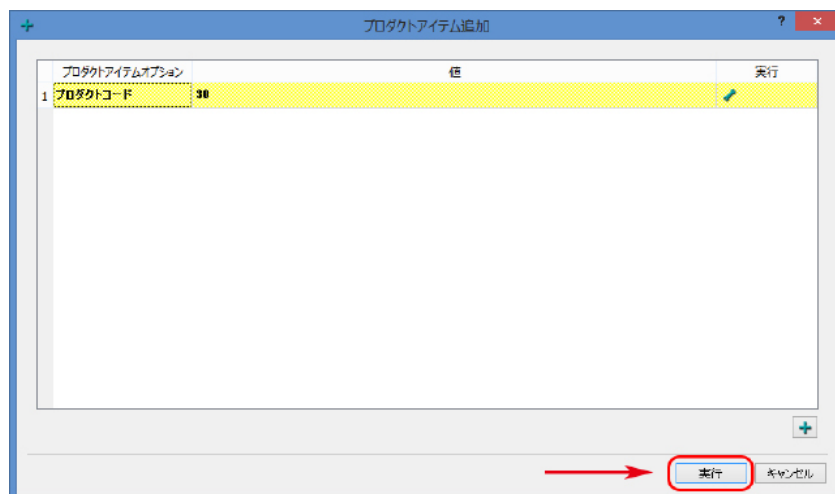 プロダクトアイテム追加
? ×
プロダクトアイテムオプション 値 実行
1 プロダクトコード 30
実行 キャンセル